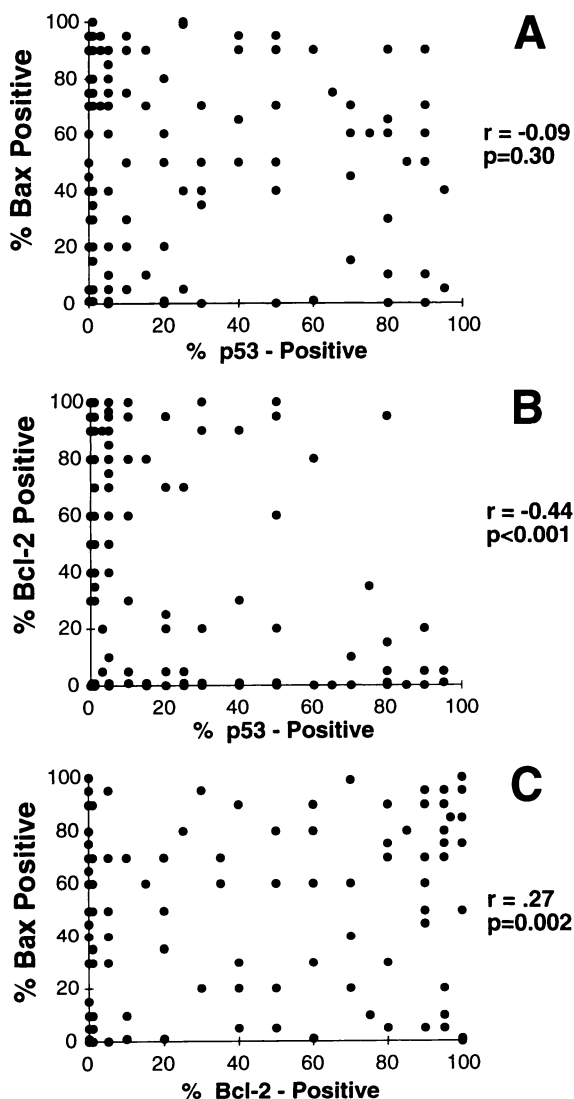 A
% Bax Positive
100
80
60
40
20
0
0 20 40 60 80 100
% p53 - Positive
r = -0.09
p=0.30
B
% Bcl-2 Positive
100
80
60
40
20
0
0 20 40 60 80 100
% p53 - Positive
r = -0.44
p<0.001
C
% Bax Positive
100
80
60
40
20
0
0 20 40 60 80 100
% Bcl-2 - Positive
r = .27
p=0.002